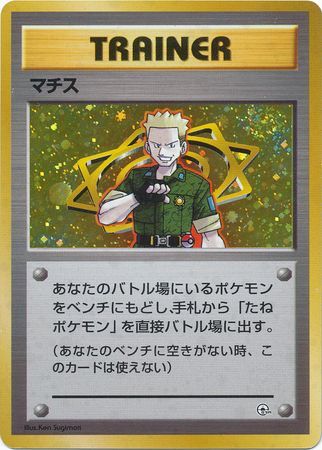 TRAINER
マチス
あなたのバトル場にいるポケモン
をベンチにもどし、手札から「たね
ポケモン」を直接バトル場に出す。
(あなたのベンチに空きがない時、こ
のカードは使えない)
Illus.Ken Sugimori